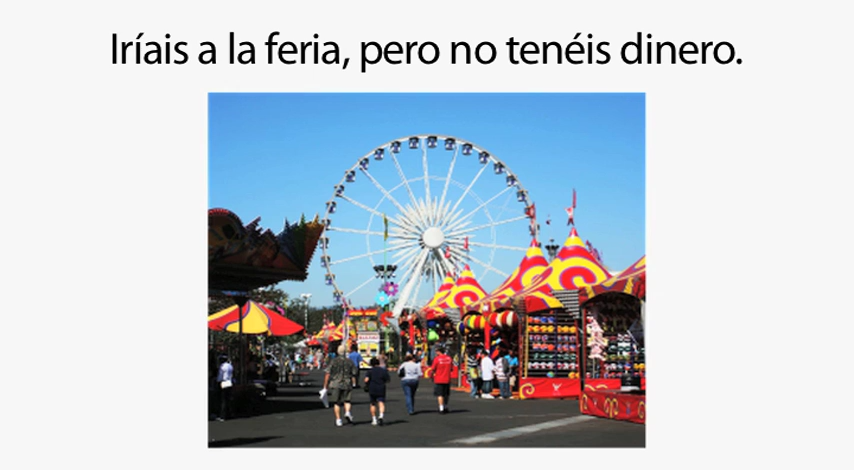 Iríais a la feria, pero no tenéis dinero.